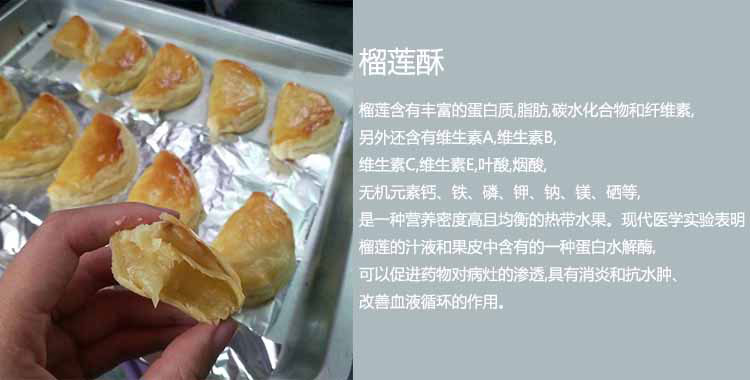 榴莲酥
榴莲含有丰富的蛋白质,脂肪,碳水化合物和纤维素,
另外还含有维生素A,维生素B,
维生素C,维生素E,叶酸,烟酸,
无机元素钙、铁、磷、钾、钠、镁、硒等,
是一种营养密度高且均衡的热带水果。现代医学实验表明
榴莲的汁液和果皮中含有的一种蛋白水解酶,
可以促进药物对病灶的渗透,具有消炎和抗水肿、
改善血液循环的作用。